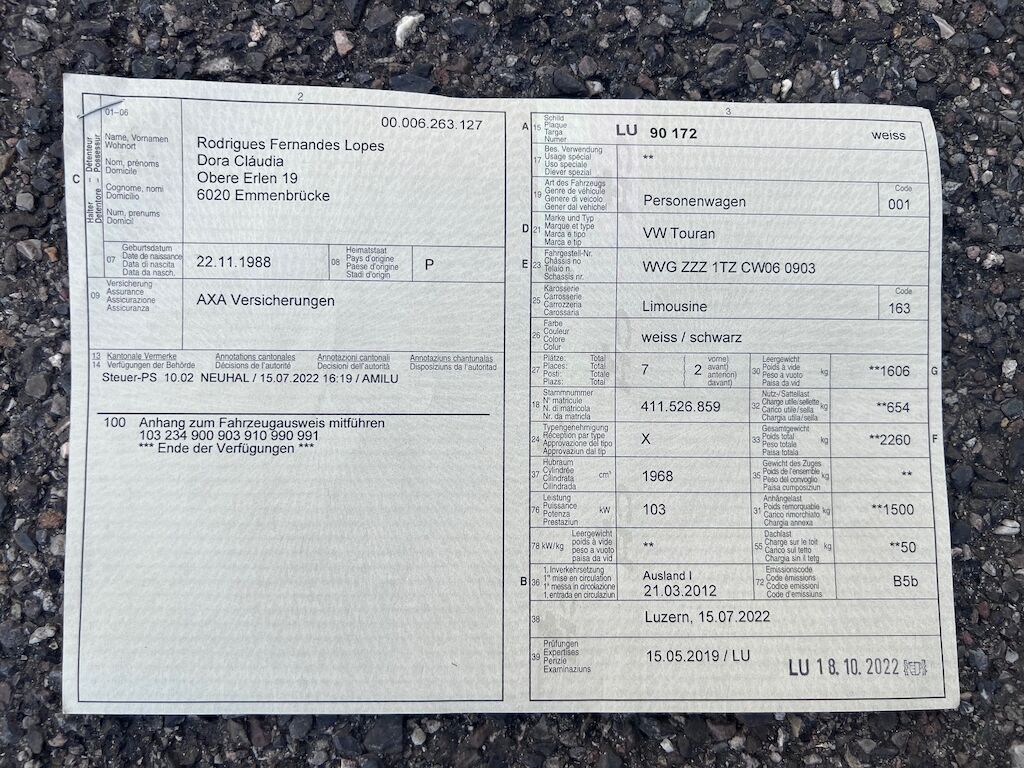 2
01–06
00.006.263.127
C
Halter – Détenteur
Detentore – Possessur
Name, Vornamen
Wohnort
Nom, prénoms
Domicile
Cognome, nomi
Domicilio
Num, prenums
Domicil
Rodrigues Fernandes Lopes
Dora Cláudia
Obere Erlen 19
6020 Emmenbrücke
07
Geburtsdatum
Date de naissance
Data di nascita
Data da nasch.
22.11.1988
08
Heimatstaat
Pays d'origine
Paese d'origine
Stadi d'origin
P
09
Versicherung
Assurance
Assicurazione
Assicuranza
AXA Versicherungen
13 Kantonale Vermerke Annotations cantonales Annotazioni cantonali Annotaziuns chantunalas
14 Verfügungen der Behörde Décisions de l'autorité Decisioni dell'autorità Disposiziuns da l'autoritad
Steuer-PS 10.02 NEUHAL / 15.07.2022 16:19 / AMILU
100 Anhang zum Fahrzeugausweis mitführen
103 234 900 903 910 990 991
*** Ende der Verfügungen ***
3
A 15
Schild
Plaque
Targa
Numer
LU 90 172 weiss
17
Bes. Verwendung
Usage spécial
Uso speciale
Diever spezial
**
19
Art des Fahrzeugs
Genre de véhicule
Genere di veicolo
Gener dal vehichel
Personenwagen
Code
001
D 21
Marke und Typ
Marque et type
Marca e tipo
Marca e tip
VW Touran
E 23
Fahrgestell-Nr.
Châssis no
Telaio n.
Schassis nr.
WVG ZZZ 1TZ CW06 0903
25
Karosserie
Carrosserie
Carrozzeria
Carossaria
Limousine
Code
163
26
Farbe
Couleur
Colore
Colur
weiss / schwarz
27
Plätze: Total
Places: Total
Posti: Totale
Plazs: Total
7
( vorne)
( avant)
anteriori)
davant)
2
30
Leergewicht
Poids à vide
Peso a vuoto
Paisa da vid
kg
**1606
G
18
Stammnummer
N° matricule
N. di matricola
Nr. da matricla
411.526.859
32
Nutz-/Sattellast
Charge utile/sellette
Carico utile/sella
Chargia utila/sella
kg
**654
24
Typengenehmigung
Réception par type
Approvazione del tipo
Approvaziun dal tip
X
33
Gesamtgewicht
Poids total
Peso totale
Paisa totala
kg
**2260
F
37
Hubraum
Cylindrée
Cilindrata
Cilindrada
cm³
1968
35
Gewicht des Zuges
Poids de l'ensemble
Peso del convoglio
Paisa cumposiziun
kg
**
76
Leistung
Puissance
Potenza
Prestaziun
kW
103
31
Anhängelast
Poids remorquable
Carico rimorchiato
Chargia annexa
kg
**1500
78 kW/kg
Leergewicht
poids à vide
peso a vuoto
paisa da vid
**
55
Dachlast
Charge sur le toit
Carico sul tetto
Chargia sin il tetg
kg
**50
B 36
1. Inverkehrsetzung
1re mise en circulation
1a messa in circolazione
1. entrada en circulaziun
Ausland I
21.03.2012
72
Emissionscode
Code émissions
Codice emissioni
Code d'emissiuns
B5b
38
Luzern, 15.07.2022
39
Prüfungen
Expertises
Perizie
Examinaziuns
15.05.2019 / LU
LU 18.10.2022